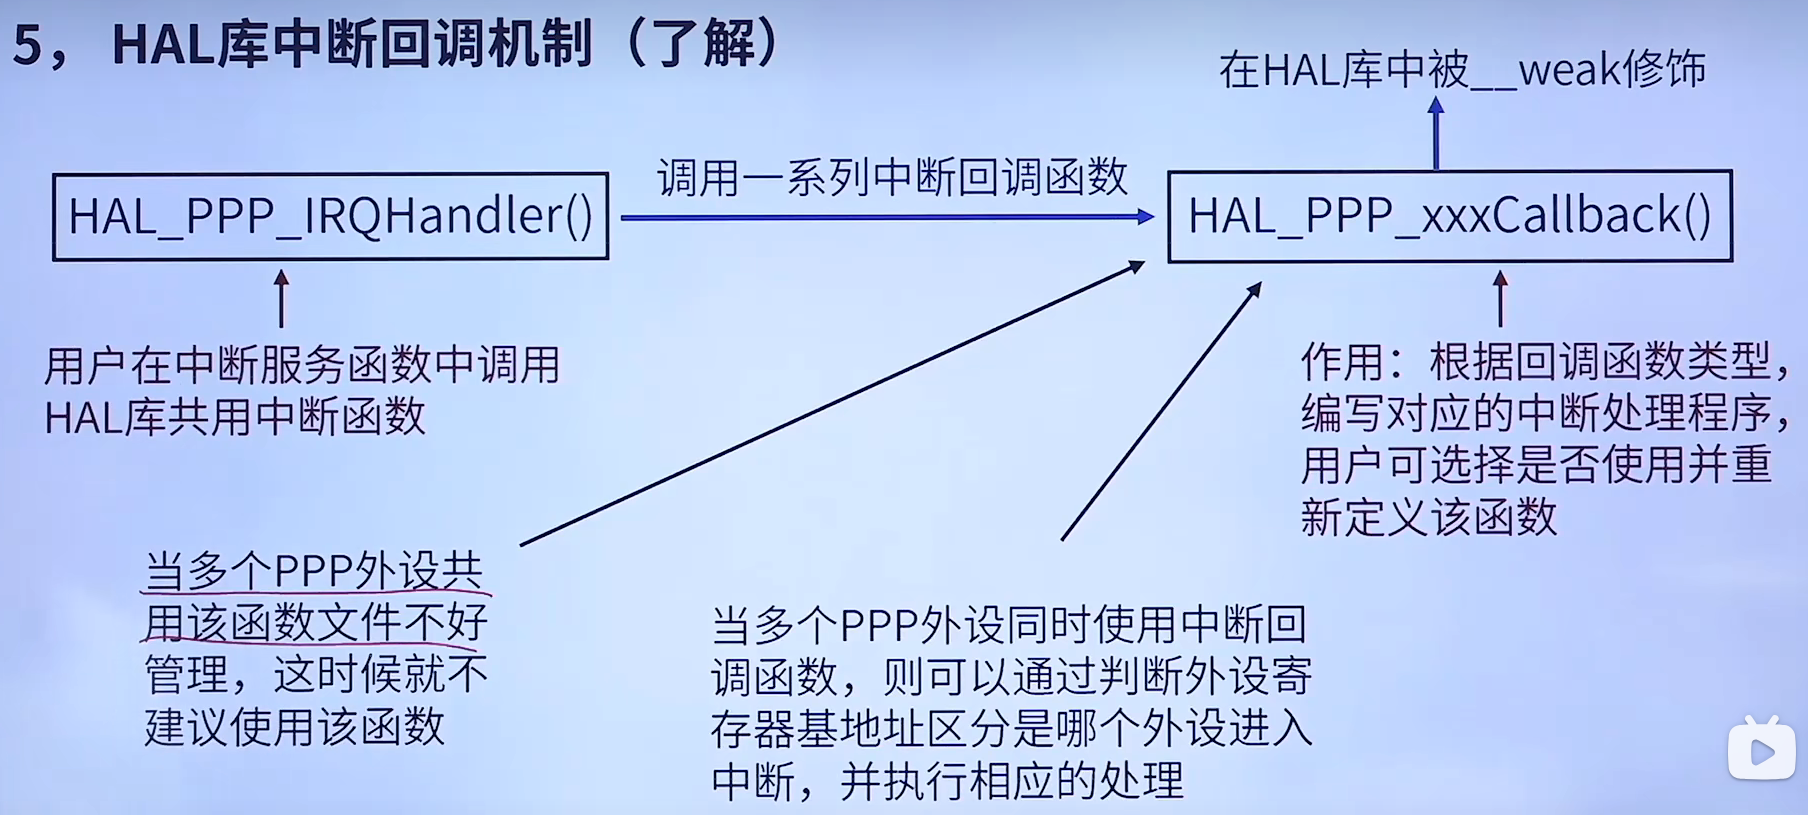 5， HAL库中断回调机制（了解）
在HAL库中被__weak修饰
调用一系列中断回调函数
HAL_PPP_IRQHandler()
HAL_PPP_xxxCallback()
用户在中断服务函数中调用
HAL库共用中断函数
作用：根据回调函数类型，
编写对应的中断处理程序，
用户可选择是否使用并重
新定义该函数
当多个PPP外设共
用该函数文件不好
管理，这时候就不
建议使用该函数
当多个PPP外设同时使用中断回
调函数，则可以通过判断外设寄
存器基地址区分是哪个外设进入
中断，并执行相应的处理